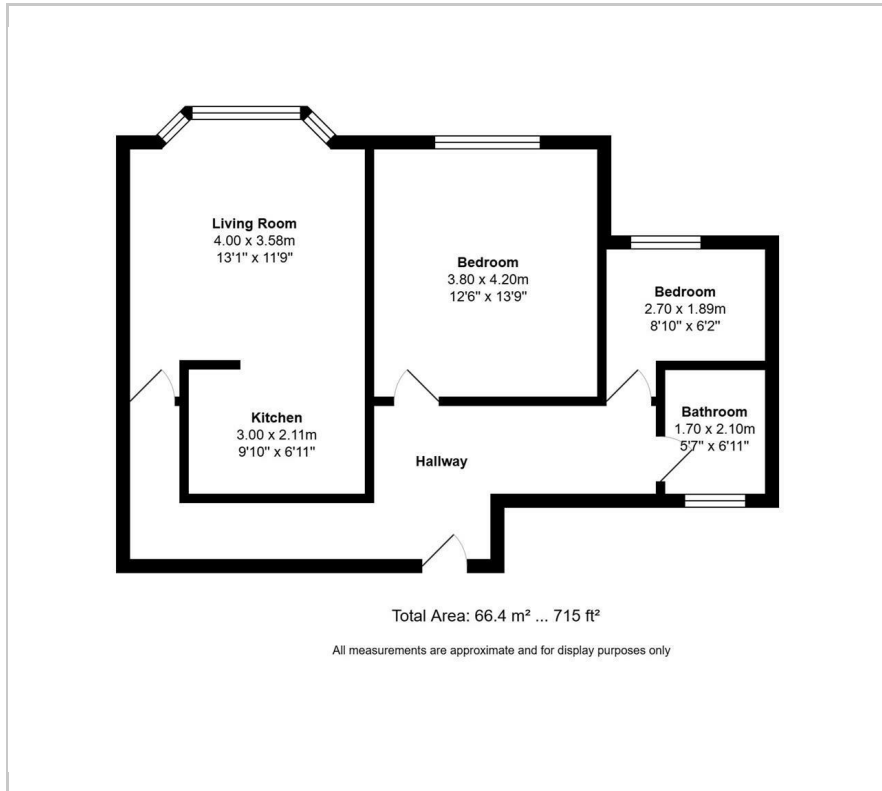 Living Room
4.00 x 3.58m
13'1" x 11'9"
Bedroom
3.80 x 4.20m
12'6" x 13'9"
Bedroom
2.70 x 1.89m
8'10" x 6'2"
Kitchen
3.00 x 2.11m
9'10" x 6'11"
Bathroom
1.70 x 2.10m
5'7" x 6'11"
Hallway
Total Area: 66.4 m² ... 715 ft²
All measurements are approximate and for display purposes only